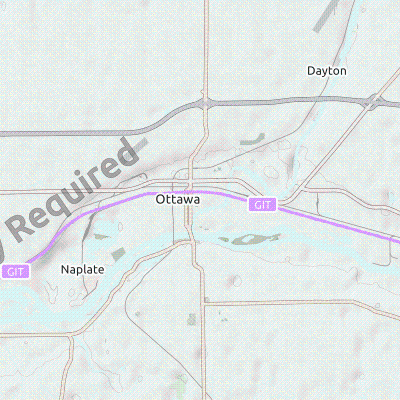 Dayton
y Required
Ottawa
GIT
GIT
Naplate